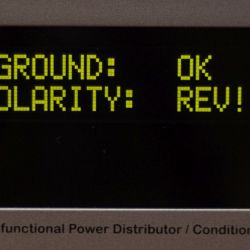 GROUND: OK
OLARITY: REV!
functional Power Distributor / Condition